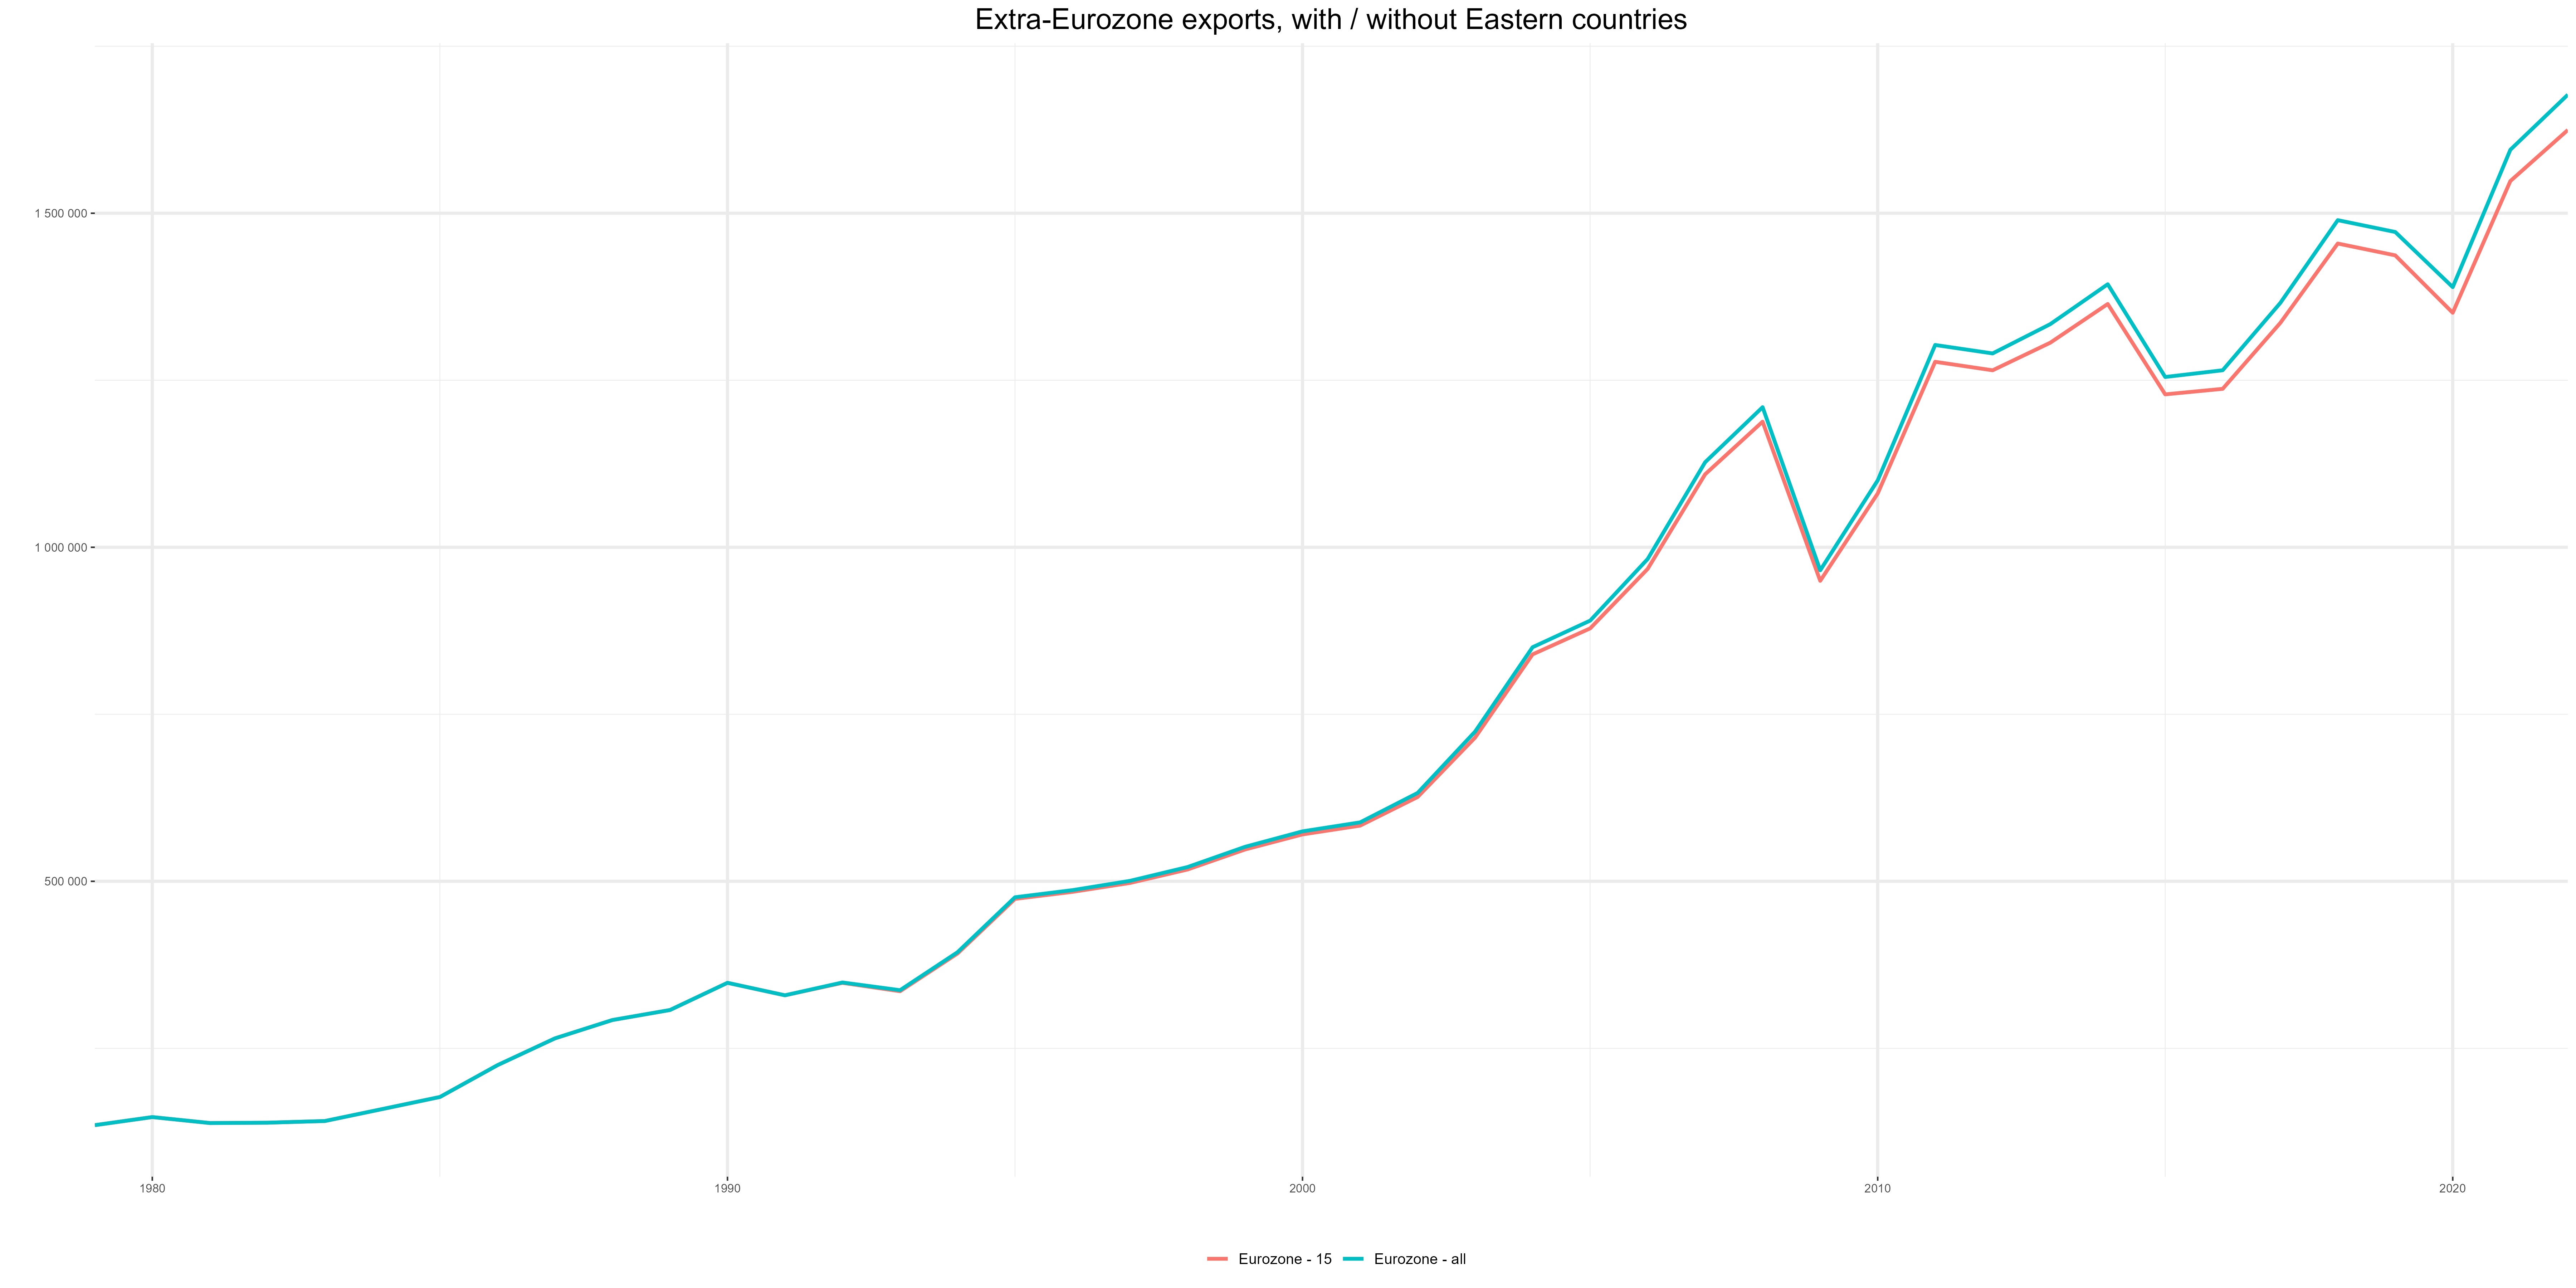 Extra-Eurozone exports, with / without Eastern countries
1 500 000
1 000 000
500 000
1980 1990 2000 2010 2020
Eurozone - 15 Eurozone - all